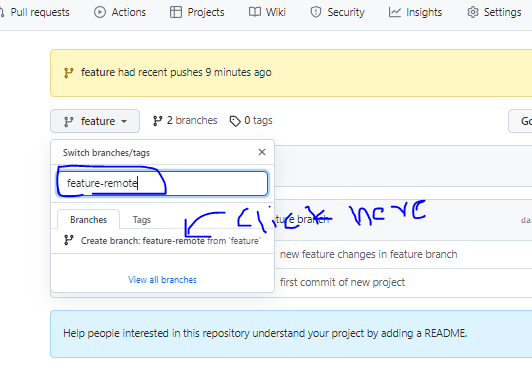 Pull requests Actions Projects Wiki Security Insights Settings
feature had recent pushes 9 minutes ago
feature 2 branches 0 tags Go
Switch branches/tags
feature-remote
Branches Tags
click here
ture branch
Create branch: feature-remote from 'feature'
new feature changes in feature branch
View all branches
first commit of new project
Help people interested in this repository understand your project by adding a README.